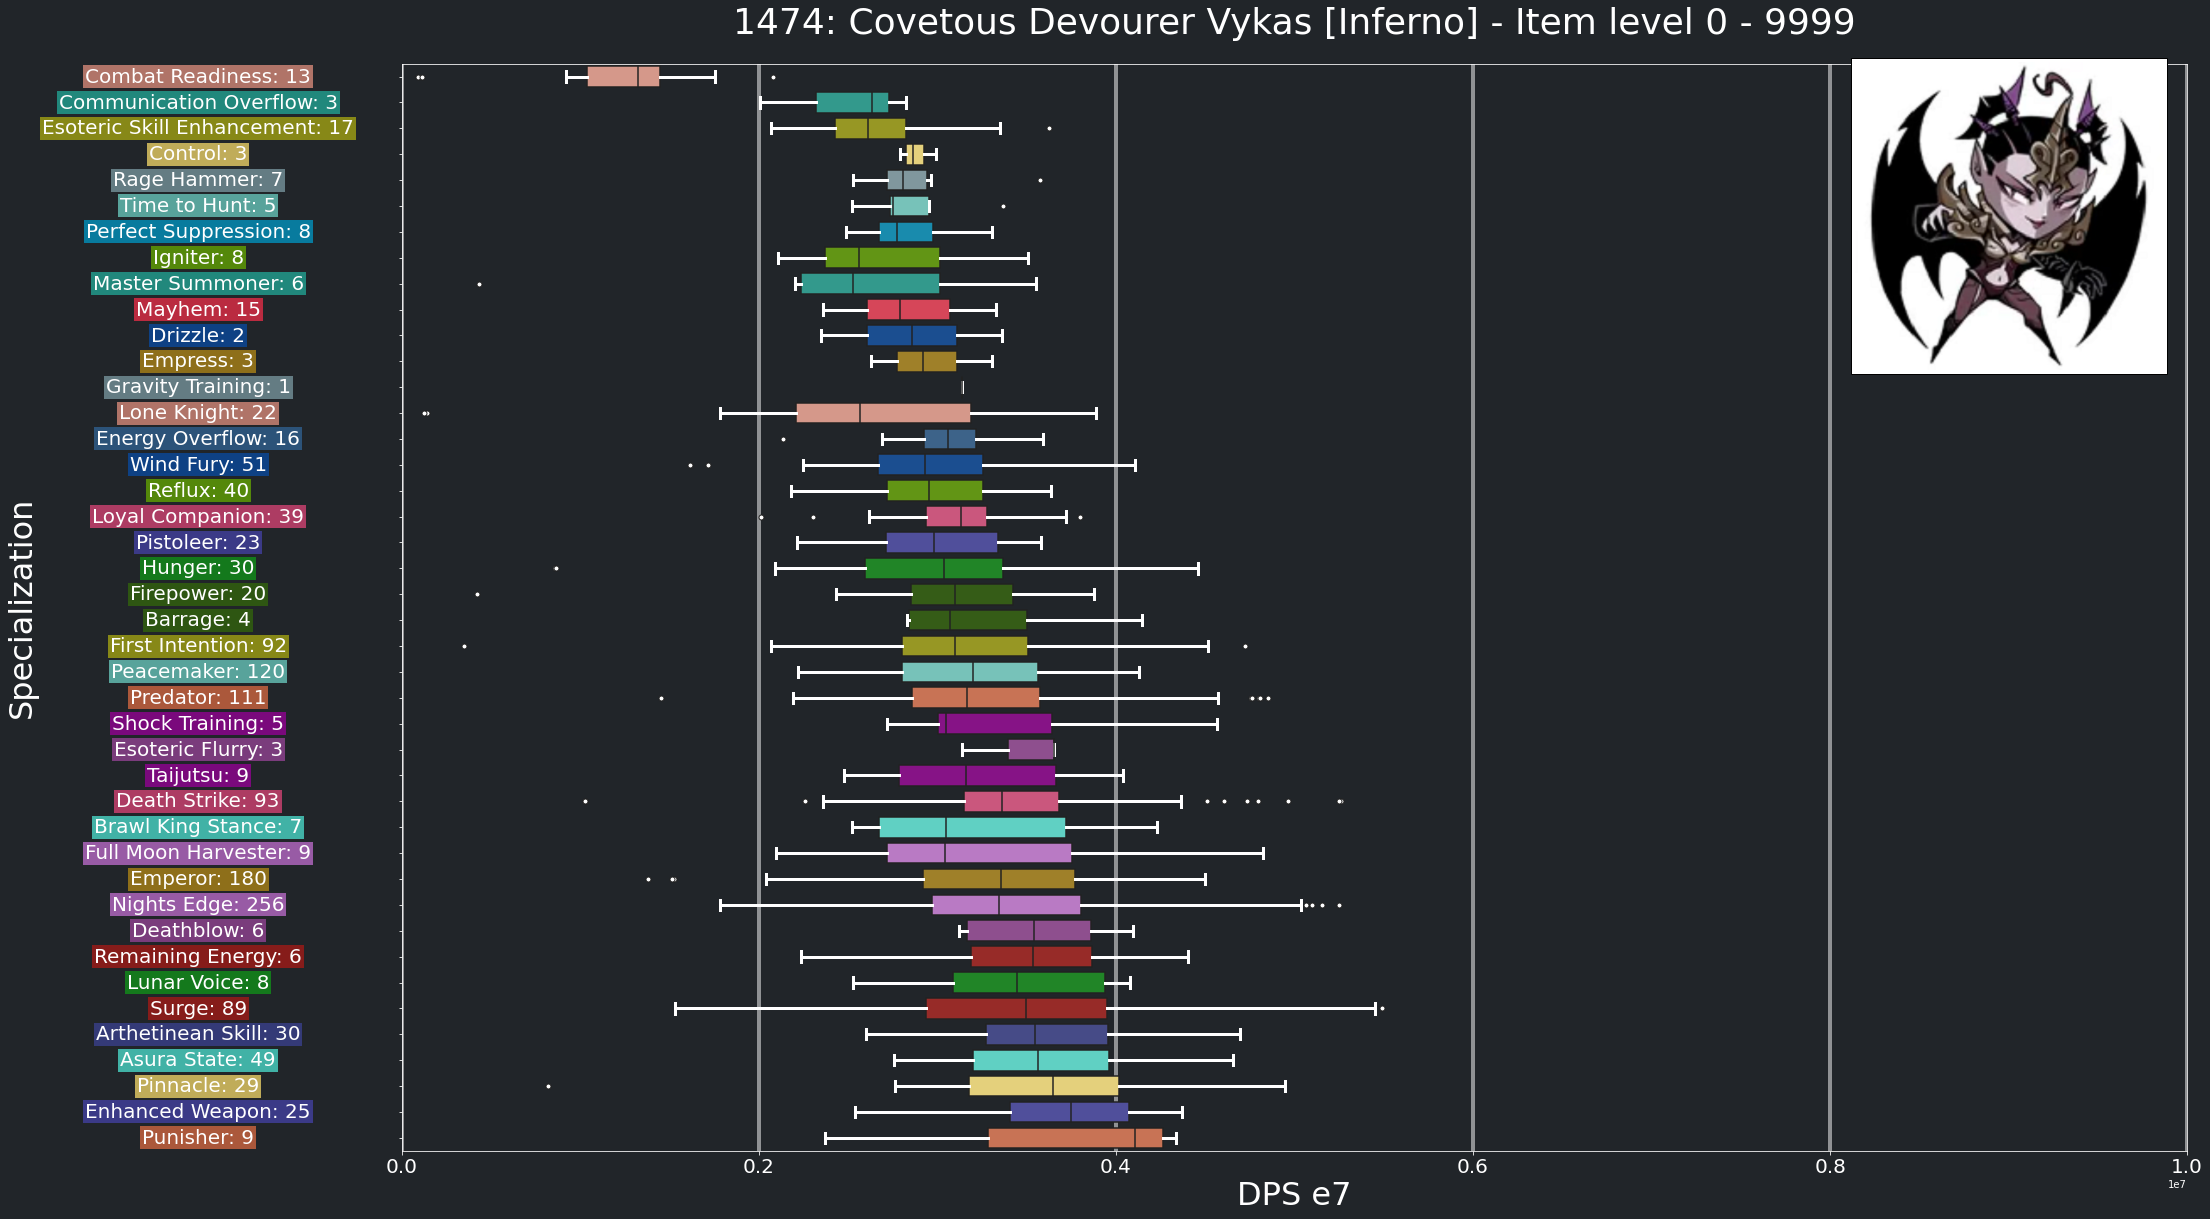 1474: Covetous Devourer Vykas [Inferno] - Item level 0 - 9999
Specialization
Combat Readiness: 13
Communication Overflow: 3
Esoteric Skill Enhancement: 17
Control: 3
Rage Hammer: 7
Time to Hunt: 5
Perfect Suppression: 8
Igniter: 8
Master Summoner: 6
Mayhem: 15
Drizzle: 2
Empress: 3
Gravity Training: 1
Lone Knight: 22
Energy Overflow: 16
Wind Fury: 51
Reflux: 40
Loyal Companion: 39
Pistoleer: 23
Hunger: 30
Firepower: 20
Barrage: 4
First Intention: 92
Peacemaker: 120
Predator: 111
Shock Training: 5
Esoteric Flurry: 3
Taijutsu: 9
Death Strike: 93
Brawl King Stance: 7
Full Moon Harvester: 9
Emperor: 180
Nights Edge: 256
Deathblow: 6
Remaining Energy: 6
Lunar Voice: 8
Surge: 89
Arthetinean Skill: 30
Asura State: 49
Pinnacle: 29
Enhanced Weapon: 25
Punisher: 9
0.0 0.2 0.4 0.6 0.8 1.0
1e7
DPS e7